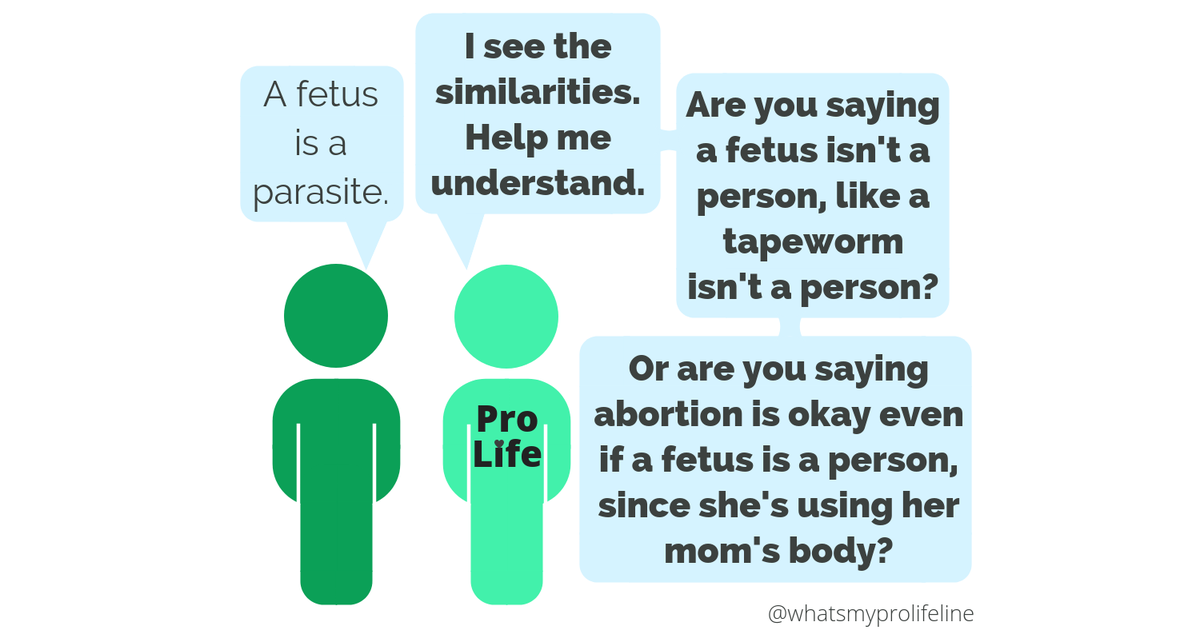 A fetus
is a
parasite.
I see the
similarities.
Help me
understand.
Are you saying
a fetus isn't a
person, like a
tapeworm
isn't a person?
Or are you saying
abortion is okay even
if a fetus is a person,
since she's using her
mom's body?
Pro
Life
@whatsmyprolifeline